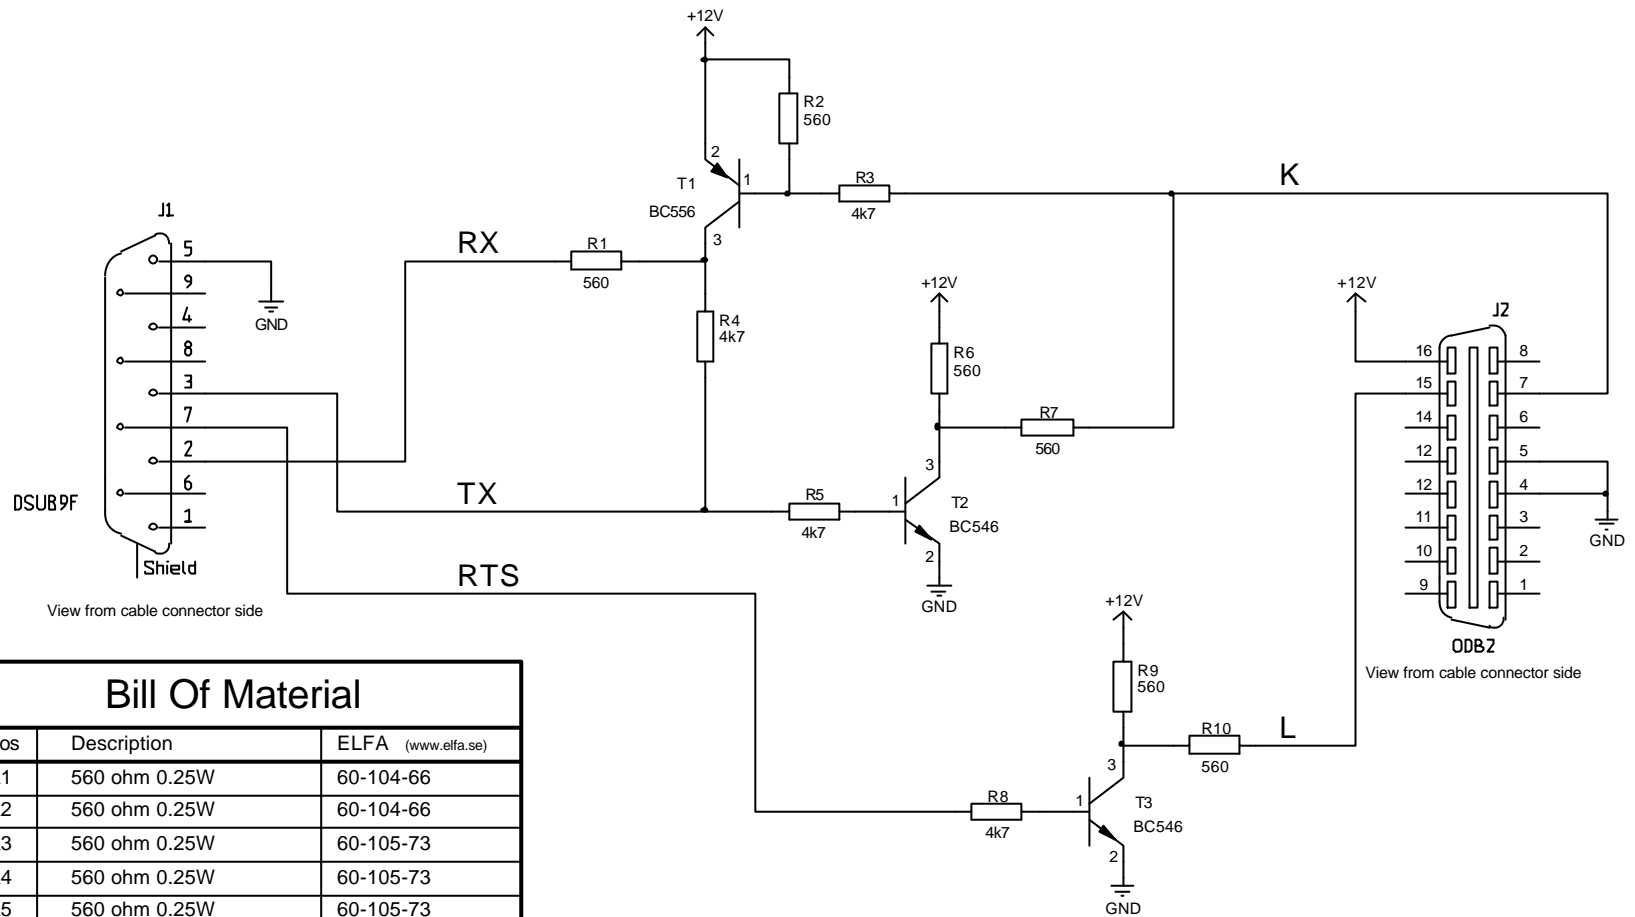 +12V
R2
560
2
T1
1
BC556
3
R3
4k7
K
J1
5
9
4
8
3
7
2
6
1
DSUB9F
Shield
View from cable connector side
GND
RX
R1
560
R4
4k7
TX
R5
4k7
+12V
R6
560
R7
560
3
1
T2
BC546
2
GND
RTS
+12V
J2
16
15
14
12
12
11
10
9
8
7
6
5
4
3
2
1
GND
ODB2
View from cable connector side
+12V
R9
560
R10
560
L
3
R8
4k7
1
T3
BC546
2
GND
Bill Of Material
os Description ELFA (www.elfa.se)
1 560 ohm 0.25W 60-104-66
2 560 ohm 0.25W 60-104-66
3 560 ohm 0.25W 60-105-73
4 560 ohm 0.25W 60-105-73
5 560 ohm 0.25W 60-105-73